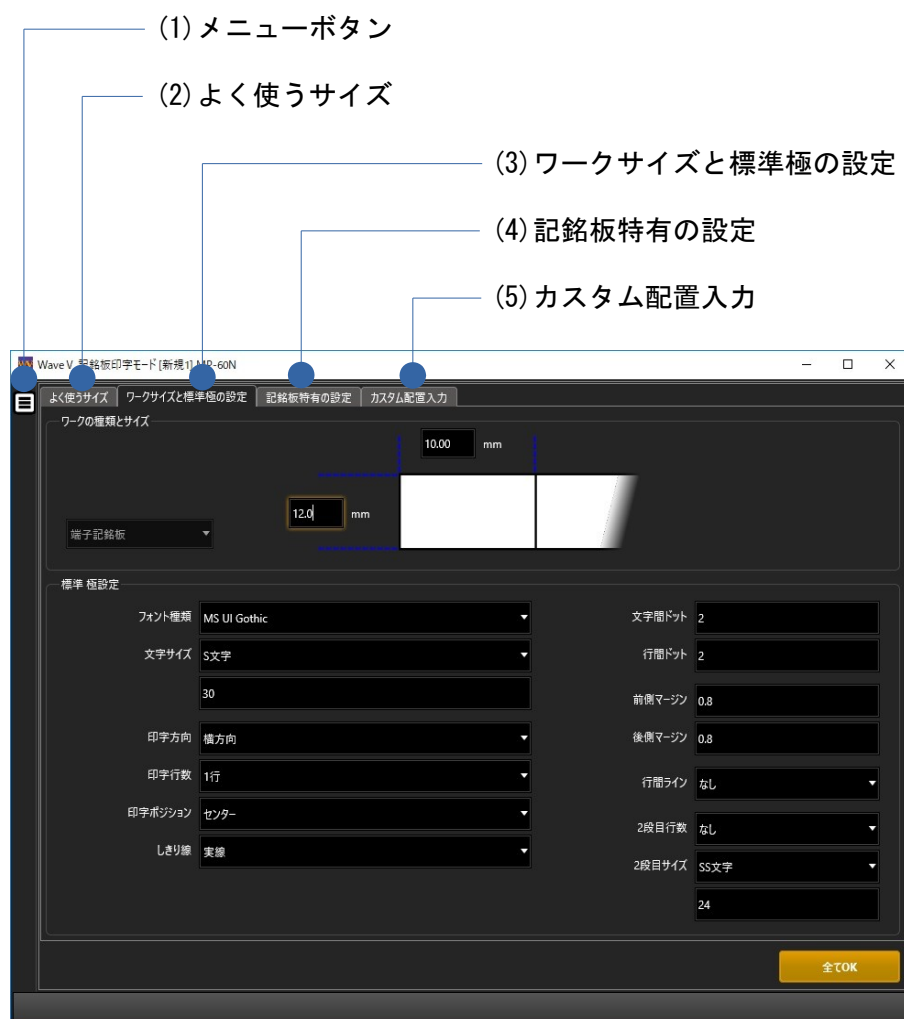 (1)メニューボタン
(2)よく使うサイズ
(3)ワークサイズと標準極の設定
(4)記銘板特有の設定
(5)カスタム配置入力
Wave V 記銘板印字モード [新規1] MP-60N
よく使うサイズ ワークサイズと標準極の設定 記銘板特有の設定 カスタム配置入力
ワークの種類とサイズ
10.00 mm
12.0 mm
端子記銘板
標準 極設定
フォント種類 MS UI Gothic 文字間ドット 2
文字サイズ S文字 行間ドット 2
30 前側マージン 0.8
印字方向 横方向 後側マージン 0.8
印字行数 1行 行間ライン なし
印字ポジション センター 2段目行数 なし
しきり線 実線 2段目サイズ SS文字
24
全てOK